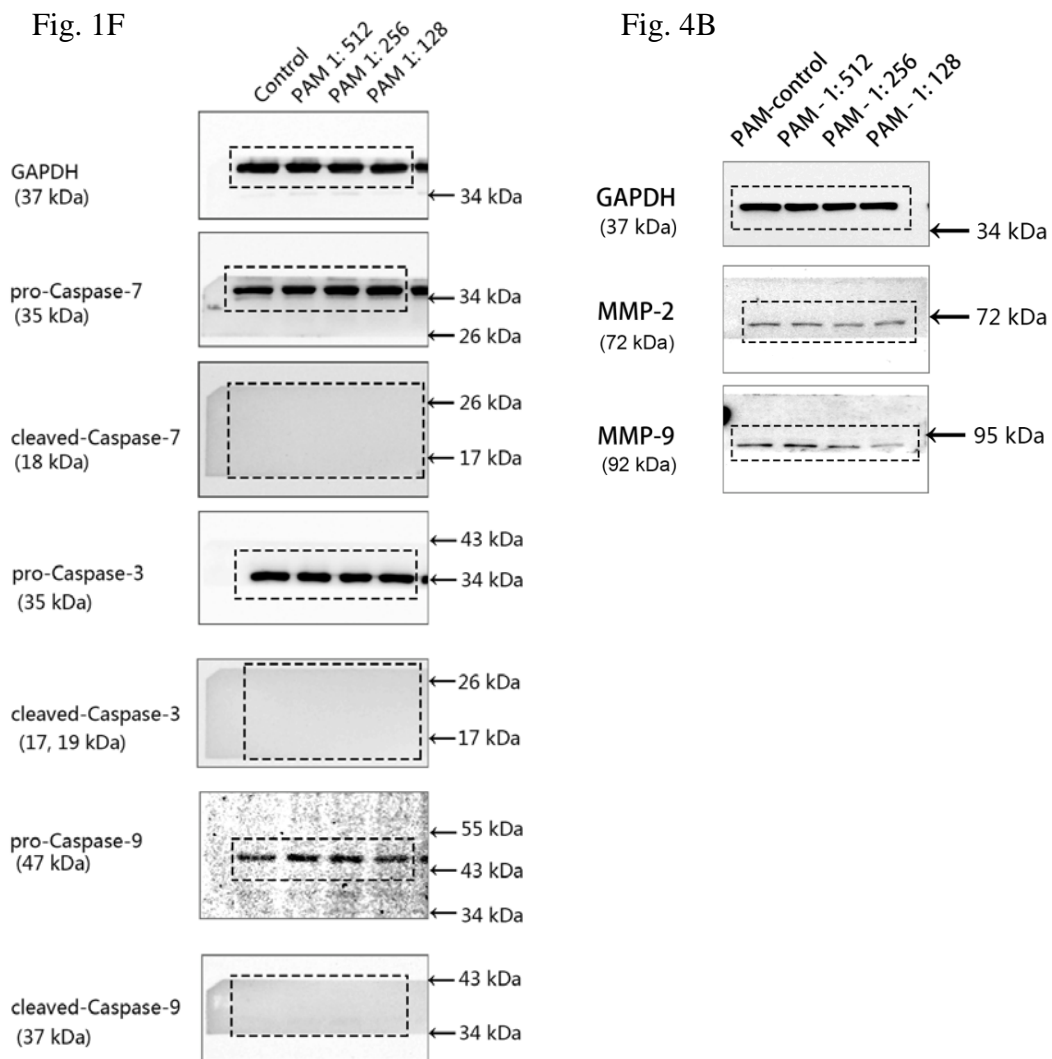 Fig. 1F
Control
PAM 1: 512
PAM 1: 256
PAM 1: 128
GAPDH
(37 kDa)
34 kDa
pro-Caspase-7
(35 kDa)
34 kDa
26 kDa
cleaved-Caspase-7
(18 kDa)
26 kDa
17 kDa
pro-Caspase-3
(35 kDa)
43 kDa
34 kDa
cleaved-Caspase-3
(17, 19 kDa)
26 kDa
17 kDa
pro-Caspase-9
(47 kDa)
55 kDa
43 kDa
34 kDa
cleaved-Caspase-9
(37 kDa)
43 kDa
34 kDa
Fig. 4B
PAM-control
PAM - 1: 512
PAM - 1: 256
PAM - 1: 128
GAPDH
(37 kDa)
34 kDa
MMP-2
(72 kDa)
72 kDa
MMP-9
(92 kDa)
95 kDa